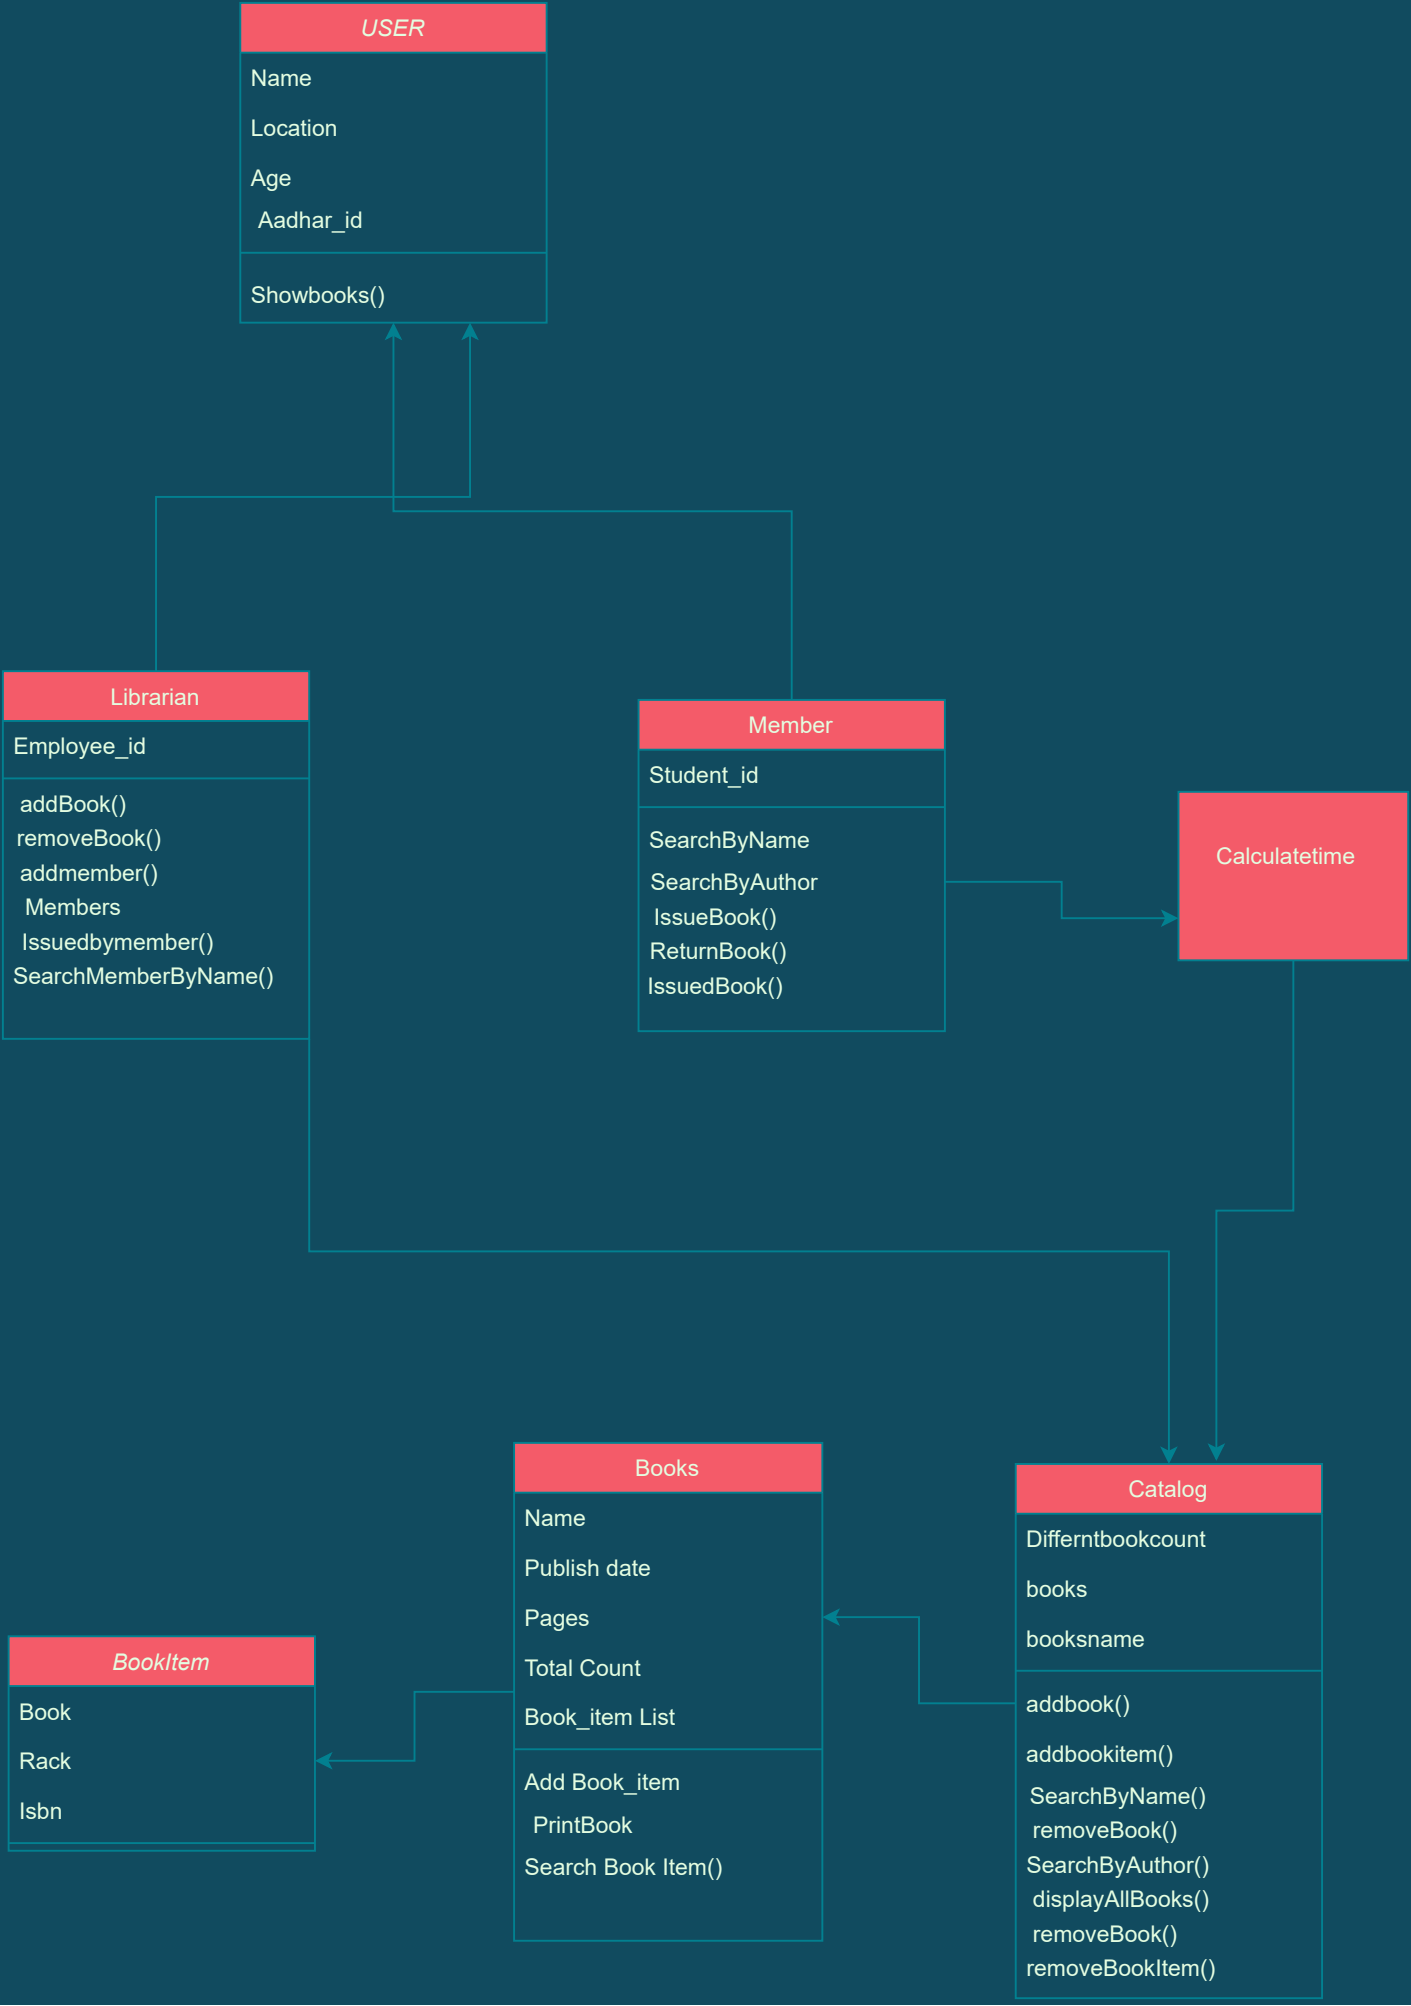 USER
Name
Location
Age
Aadhar_id
Showbooks()
Librarian
Employee_id
addBook()
removeBook()
addmember()
Members
Issuedbymember()
SearchMemberByName()
Member
Student_id
SearchByName
SearchByAuthor
IssueBook()
ReturnBook()
IssuedBook()
Calculatetime
Books
Name
Publish date
Pages
Total Count
Book_item List
Add Book_item
PrintBook
Search Book Item()
Catalog
Differntbookcount
books
booksname
addbook()
addbookitem()
SearchByName()
removeBook()
SearchByAuthor()
displayAllBooks()
removeBook()
removeBookItem()
BookItem
Book
Rack
Isbn